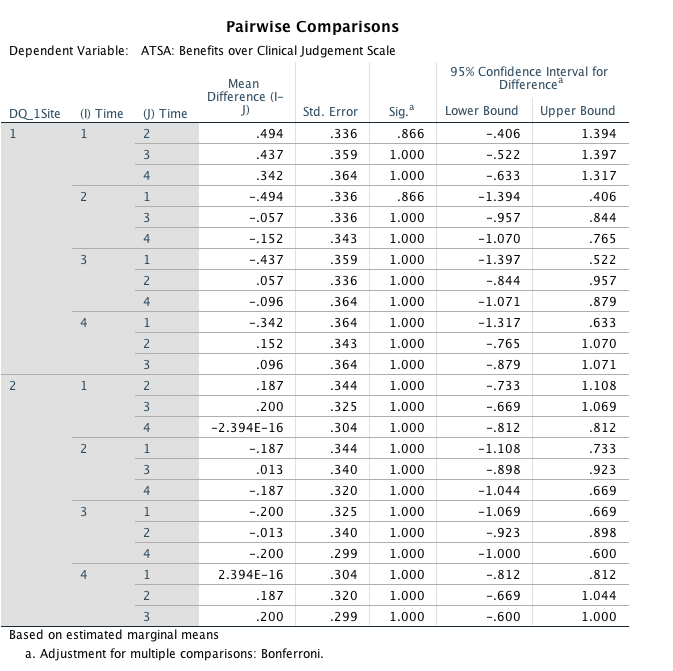 Pairwise Comparisons
Dependent Variable: ATSA: Benefits over Clinical Judgement Scale
95% Confidence Interval for
Differenceᵃ
Mean
Difference (I–
J)
DQ_1Site (I) Time (J) Time Std. Error Sig.ᵃ Lower Bound Upper Bound
1 1 2 .494 .336 .866 –.406 1.394
3 .437 .359 1.000 –.522 1.397
4 .342 .364 1.000 –.633 1.317
2 1 –.494 .336 .866 –1.394 .406
3 –.057 .336 1.000 –.957 .844
4 –.152 .343 1.000 –1.070 .765
3 1 –.437 .359 1.000 –1.397 .522
2 .057 .336 1.000 –.844 .957
4 –.096 .364 1.000 –1.071 .879
4 1 –.342 .364 1.000 –1.317 .633
2 .152 .343 1.000 –.765 1.070
3 .096 .364 1.000 –.879 1.071
2 1 2 .187 .344 1.000 –.733 1.108
3 .200 .325 1.000 –.669 1.069
4 –2.394E–16 .304 1.000 –.812 .812
2 1 –.187 .344 1.000 –1.108 .733
3 .013 .340 1.000 –.898 .923
4 –.187 .320 1.000 –1.044 .669
3 1 –.200 .325 1.000 –1.069 .669
2 –.013 .340 1.000 –.923 .898
4 –.200 .299 1.000 –1.000 .600
4 1 2.394E–16 .304 1.000 –.812 .812
2 .187 .320 1.000 –.669 1.044
3 .200 .299 1.000 –.600 1.000
Based on estimated marginal means
a. Adjustment for multiple comparisons: Bonferroni.